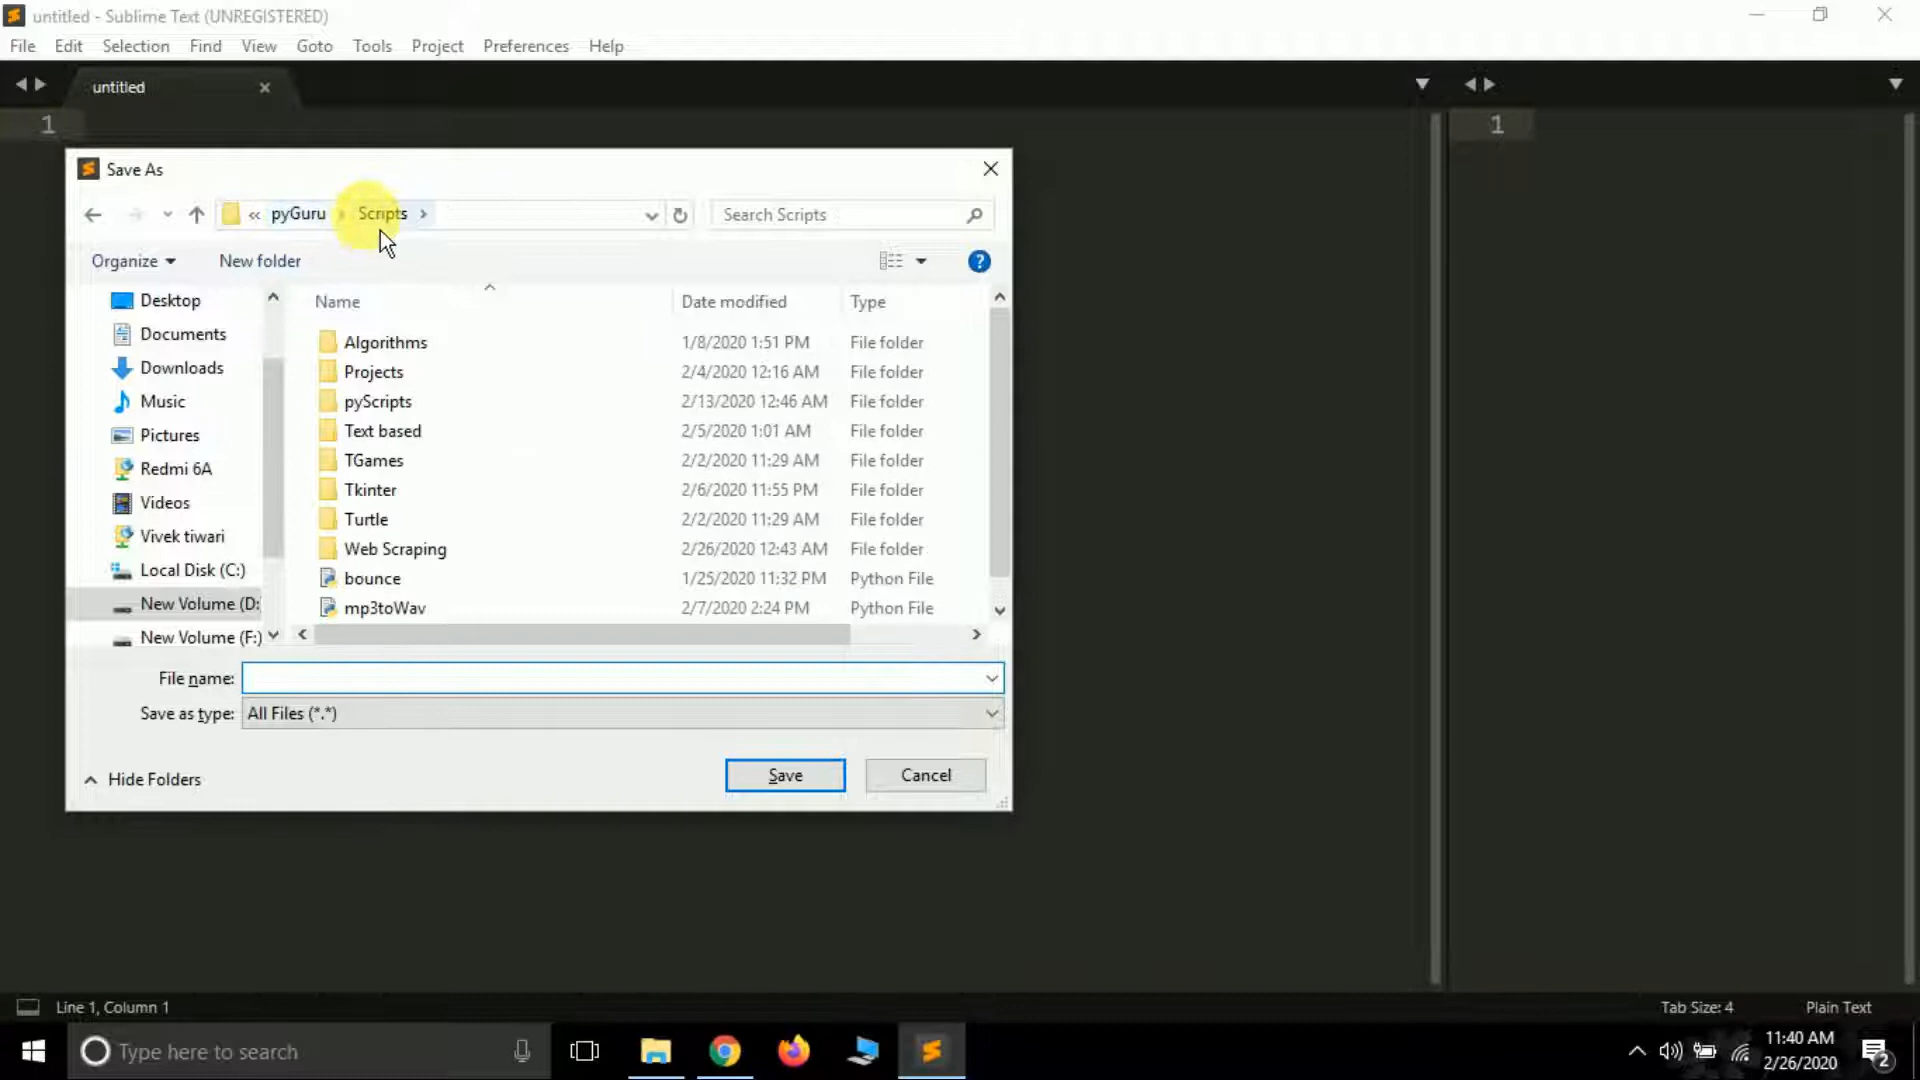 untitled - Sublime Text (UNREGISTERED)
File Edit Selection Find View Goto Tools Project Preferences Help
untitled
1
1
Save As
« pyGuru Scripts
Search Scripts
Organize New folder
Name Date modified Type
Desktop
Documents
Downloads
Music
Pictures
Redmi 6A
Videos
Vivek tiwari
Local Disk (C:)
New Volume (D:
New Volume (F:)
Algorithms 1/8/2020 1:51 PM File folder
Projects 2/4/2020 12:16 AM File folder
pyScripts 2/13/2020 12:46 AM File folder
Text based 2/5/2020 1:01 AM File folder
TGames 2/2/2020 11:29 AM File folder
Tkinter 2/6/2020 11:55 PM File folder
Turtle 2/2/2020 11:29 AM File folder
Web Scraping 2/26/2020 12:43 AM File folder
bounce 1/25/2020 11:32 PM Python File
mp3toWav 2/7/2020 2:24 PM Python File
File name:
Save as type: All Files (*.*)
Hide Folders
Save Cancel
Line 1, Column 1
Tab Size: 4 Plain Text
Type here to search
11:40 AM
2/26/2020
2